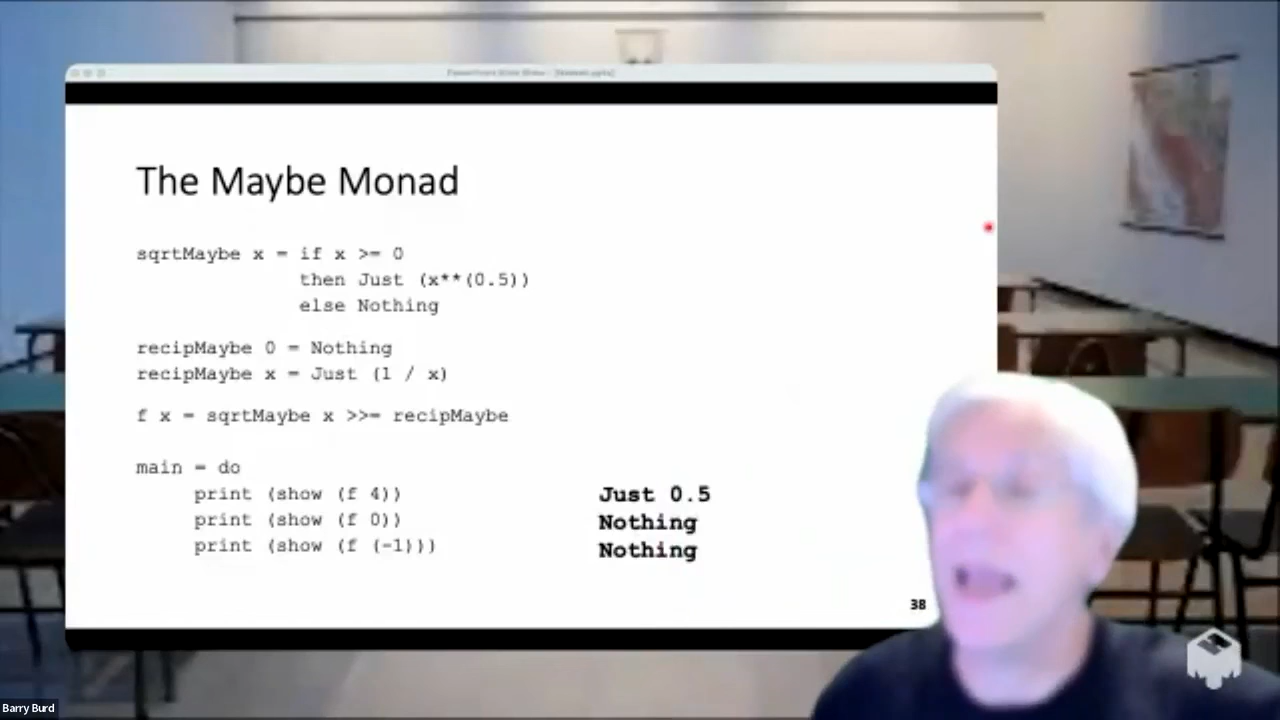 The Maybe Monad
sqrtMaybe x = if x >= 0
then Just (x**(0.5))
else Nothing
recipMaybe 0 = Nothing
recipMaybe x = Just (1 / x)
f x = sqrtMaybe x >>= recipMaybe
main = do
print (show (f 4))
print (show (f 0))
print (show (f (-1)))
Just 0.5
Nothing
Nothing
38
Barry Burd